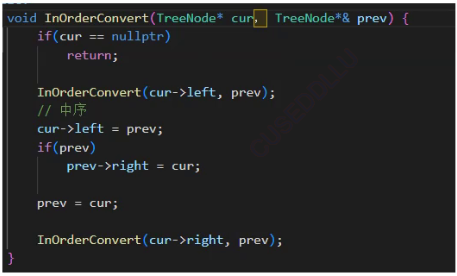 void InOrderConvert(TreeNode* cur， TreeNode*& prev) {
    if(cur == nullptr)
        return;

    InOrderConvert(cur->left, prev);
    // 中序
    cur->left = prev;
    if(prev)
        prev->right = cur;

    prev = cur;

    InOrderConvert(cur->right, prev);
}